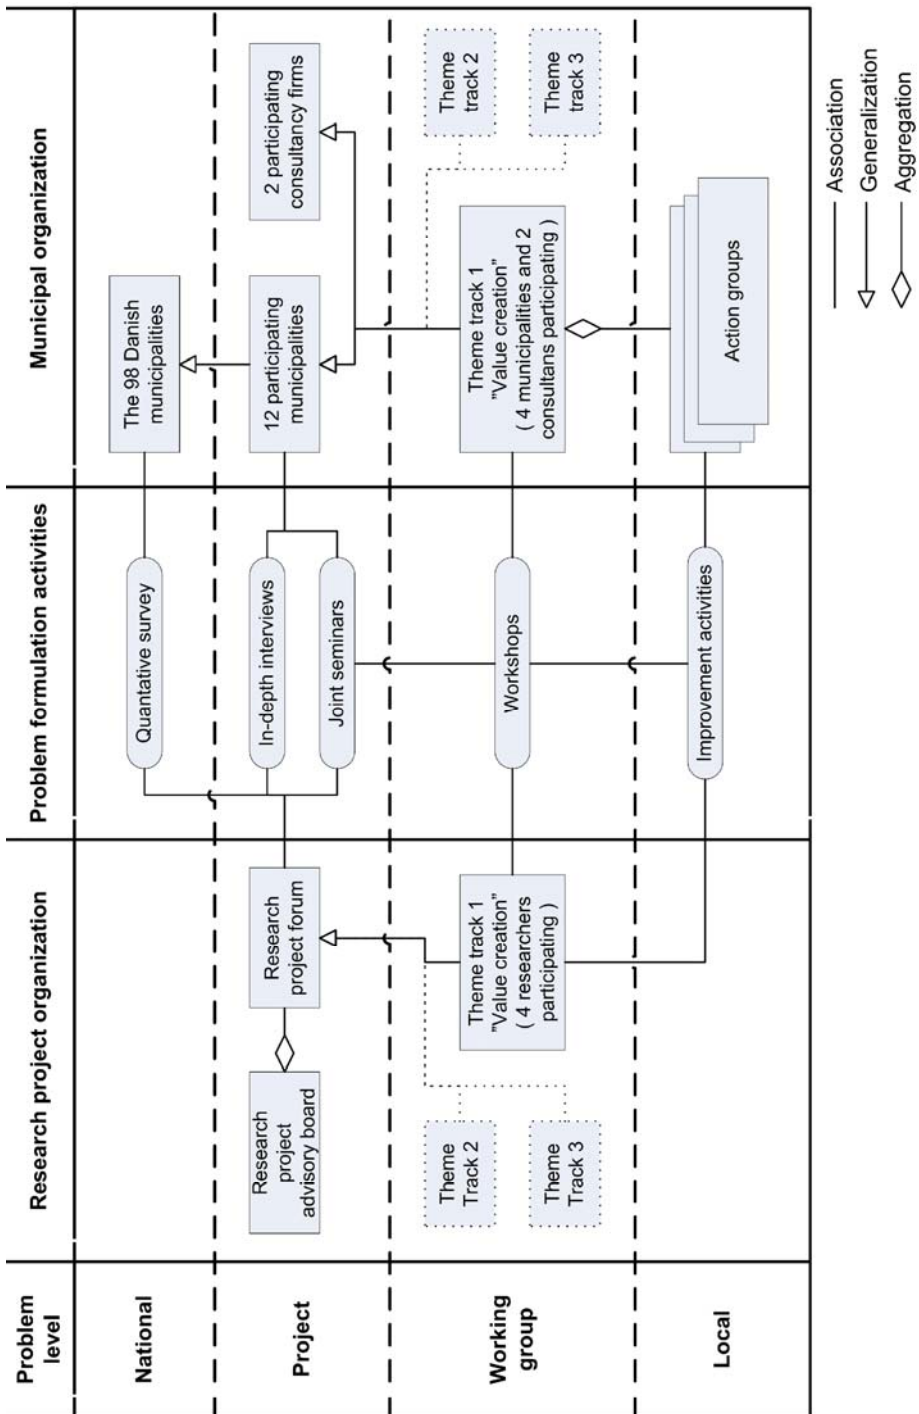 Problem
level
Research project organization
Problem formulation activities
Municipal organization
National
Quantative survey
The 98 Danish
municipalities
Project
Research
project
advisory board
Research
project forum
In-depth interviews
Joint seminars
12 participating
municipalities
2 participating
consultancy firms
Working
group
Theme
Track 2
Theme
Track 3
Theme track 1
"Value creation"
( 4 researchers
participating )
Workshops
Theme track 1
"Value creation"
( 4 municipalities and 2
consultans participating )
Theme
track 2
Theme
track 3
Local
Improvement activities
Action groups
Association
Generalization
Aggregation